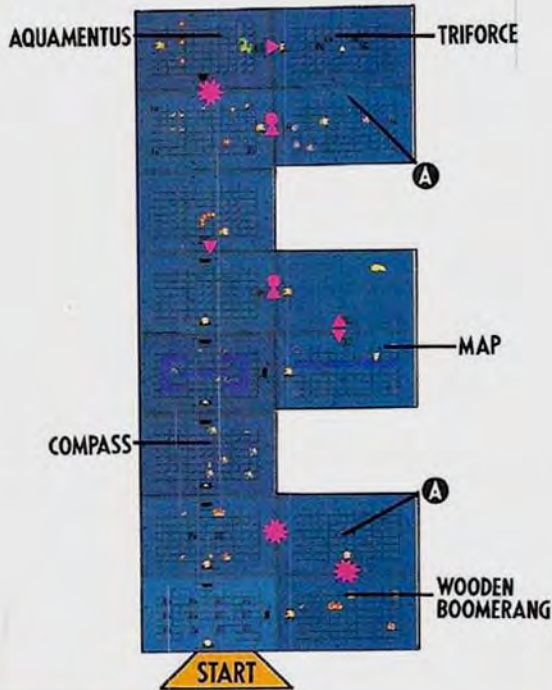 AQUAMENTUS
TRIFORCE
A
MAP
COMPASS
A
WOODEN
BOOMERANG
START